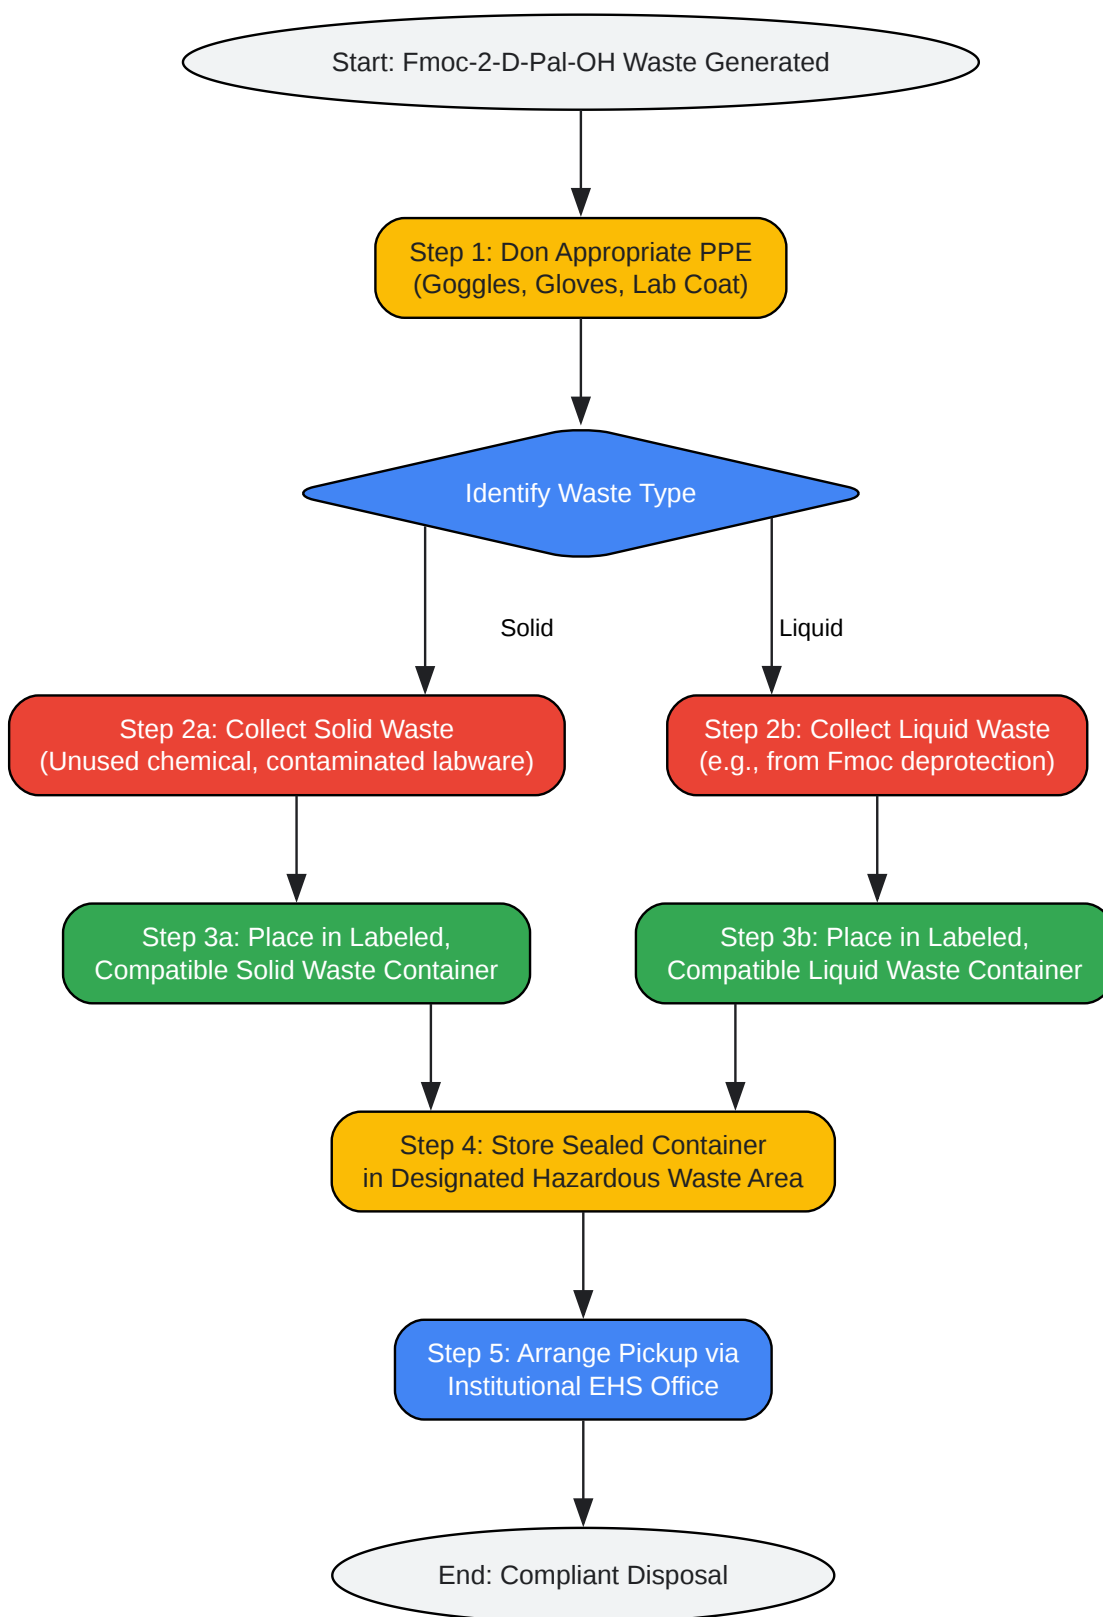 Start: Fmoc-2-D-Pal-OH Waste Generated
Step 1: Don Appropriate PPE
(Goggles, Gloves, Lab Coat)
Identify Waste Type
Solid
Liquid
Step 2a: Collect Solid Waste
(Unused chemical, contaminated labware)
Step 2b: Collect Liquid Waste
(e.g., from Fmoc deprotection)
Step 3a: Place in Labeled,
Compatible Solid Waste Container
Step 3b: Place in Labeled,
Compatible Liquid Waste Container
Step 4: Store Sealed Container
in Designated Hazardous Waste Area
Step 5: Arrange Pickup via
Institutional EHS Office
End: Compliant Disposal